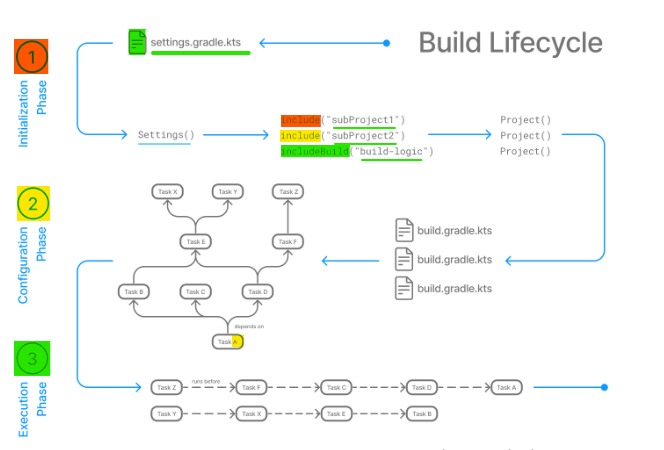 Build Lifecycle
settings.gradle.kts
1
Initialization
Phase
Settings()
include("subProject1")
include("subProject2")
includeBuild("build-logic")
Project()
Project()
Project()
2
Configuration
Phase
build.gradle.kts
build.gradle.kts
build.gradle.kts
Task X
Task Y
Task Z
Task E
Task F
Task B
Task C
Task D
depends on
Task A
3
Execution
Phase
Task Z
runs before
Task F
Task C
Task D
Task A
Task Y
Task X
Task E
Task B